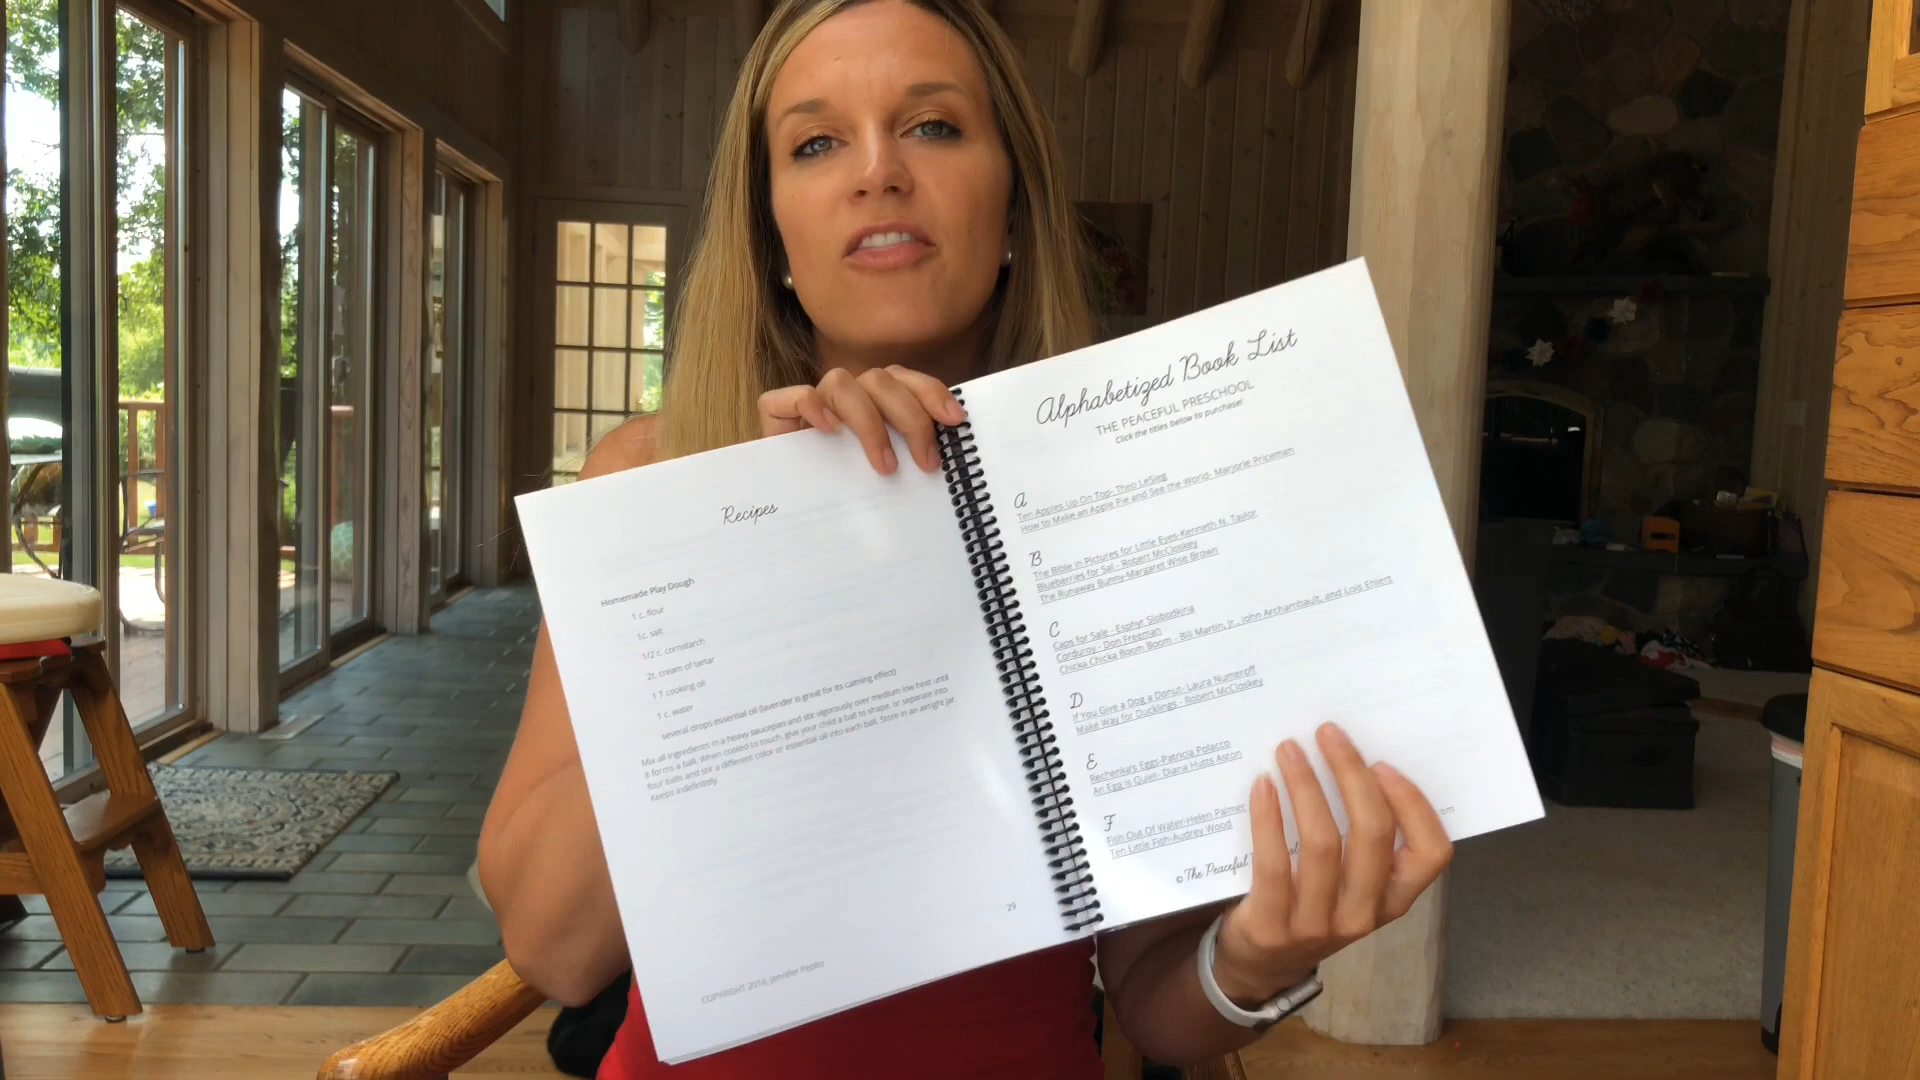 Recipes
Homemade Play Dough
1 c. flour
1c. salt
1/2 c. cornstarch
2t. cream of tartar
1 T cooking oil
1 c. water
several drops essential oil (lavender is great for its calming effect)
Mix all ingredients in a heavy saucepan and stir vigorously over medium low heat until
it forms a ball. When cooled to touch, give your child a ball to shape, or separate into
four balls and stir a different color or essential oil into each ball. Store in an airtight jar.
Keeps indefinitely.
29
COPYRIGHT 2016, Jennifer Pepito
Alphabetized Book List
THE PEACEFUL PRESCHOOL
Click the titles below to purchase!
A
Ten Apples Up On Top- Theo LeSieg
How to Make an Apple Pie and See the World- Marjorie Priceman
B
The Bible in Pictures for Little Eyes-Kenneth N. Taylor
Blueberries for Sal - Robert McCloskey
The Runaway Bunny-Margaret Wise Brown
C
Caps for Sale - Esphyr Slobodkina
Corduroy - Don Freeman
Chicka Chicka Boom Boom - Bill Martin, Jr., John Archambault, and Lois Ehlert
D
If You Give a Dog a Donut- Laura Numeroff
Make Way for Ducklings - Robert McCloskey
E
Rechenka's Eggs-Patricia Polacco
An Egg is Quiet- Diana Hutts Aston
F
Fish Out Of Water-Helen Palmer
Ten Little Fish-Audrey Wood
© The Peaceful